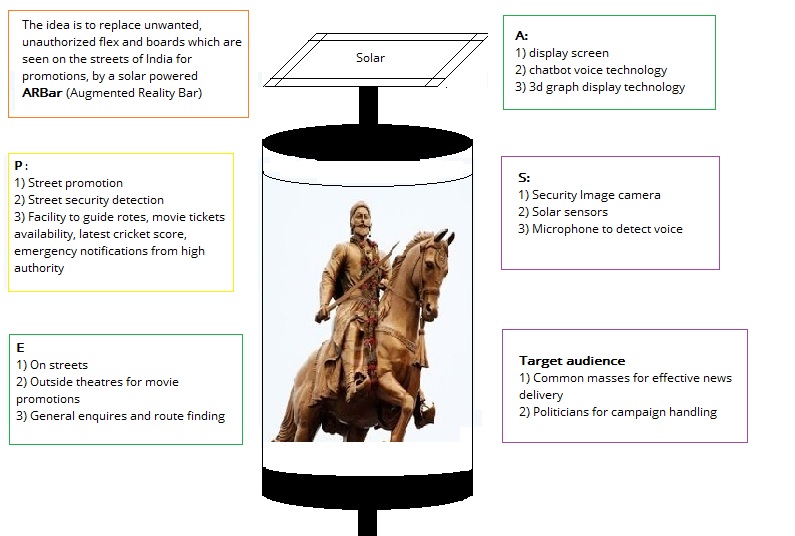 The idea is to replace unwanted,
unauthorized flex and boards which are
seen on the streets of India for
promotions, by a solar powered
ARBar (Augmented Reality Bar)
Solar
A:
1) display screen
2) chatbot voice technology
3) 3d graph display technology
P:
1) Street promotion
2) Street security detection
3) Facility to guide rotes, movie tickets
availability, latest cricket score,
emergency notifications from high
authority
S:
1) Security Image camera
2) Solar sensors
3) Microphone to detect voice
E
1) On streets
2) Outside theatres for movie
promotions
3) General enquires and route finding
Target audience
1) Common masses for effective news
delivery
2) Politicians for campaign handling